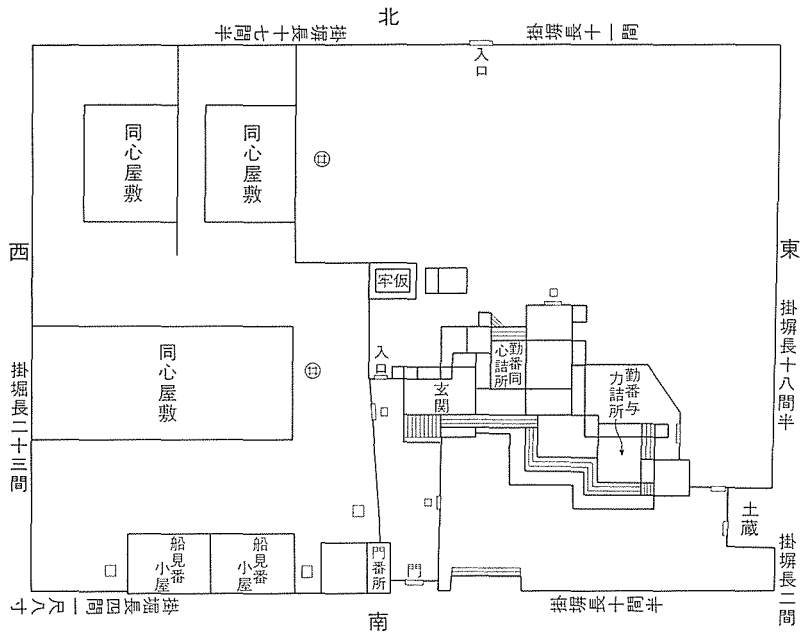 北
掛塀長十七間半
掛塀長十一間
入口
同心屋敷
同心屋敷
西
東
牢仮
掛塀長十八間半
入口
勤番同
心詰所
同心屋敷
玄関
勤番与
力詰所
掛堀長二十三間
土蔵
船見番
小屋
船見番
小屋
門番所
門
掛塀長二間
掛堀長四間一尺八寸
掛塀長十間半
南